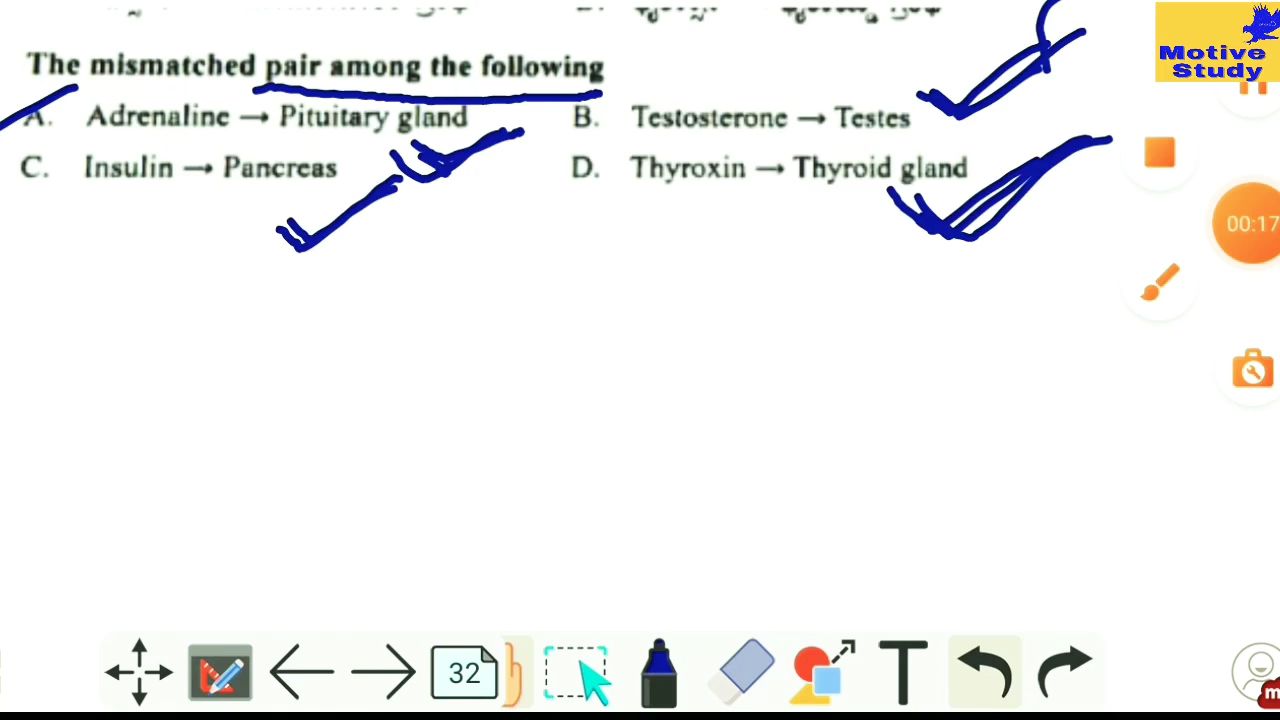 Motive
Study
The mismatched pair among the following
A. Adrenaline → Pituitary gland
B. Testosterone → Testes
C. Insulin → Pancreas
D. Thyroxin → Thyroid gland
00:17
32
T
m